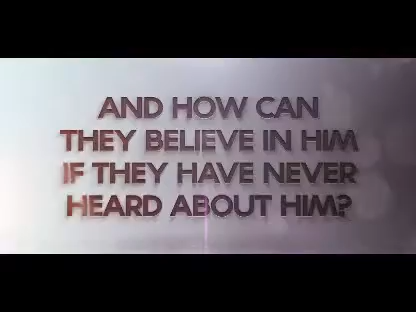 AND HOW CAN
THEY BELIEVE IN HIM
IF THEY HAVE NEVER
HEARD ABOUT HIM?